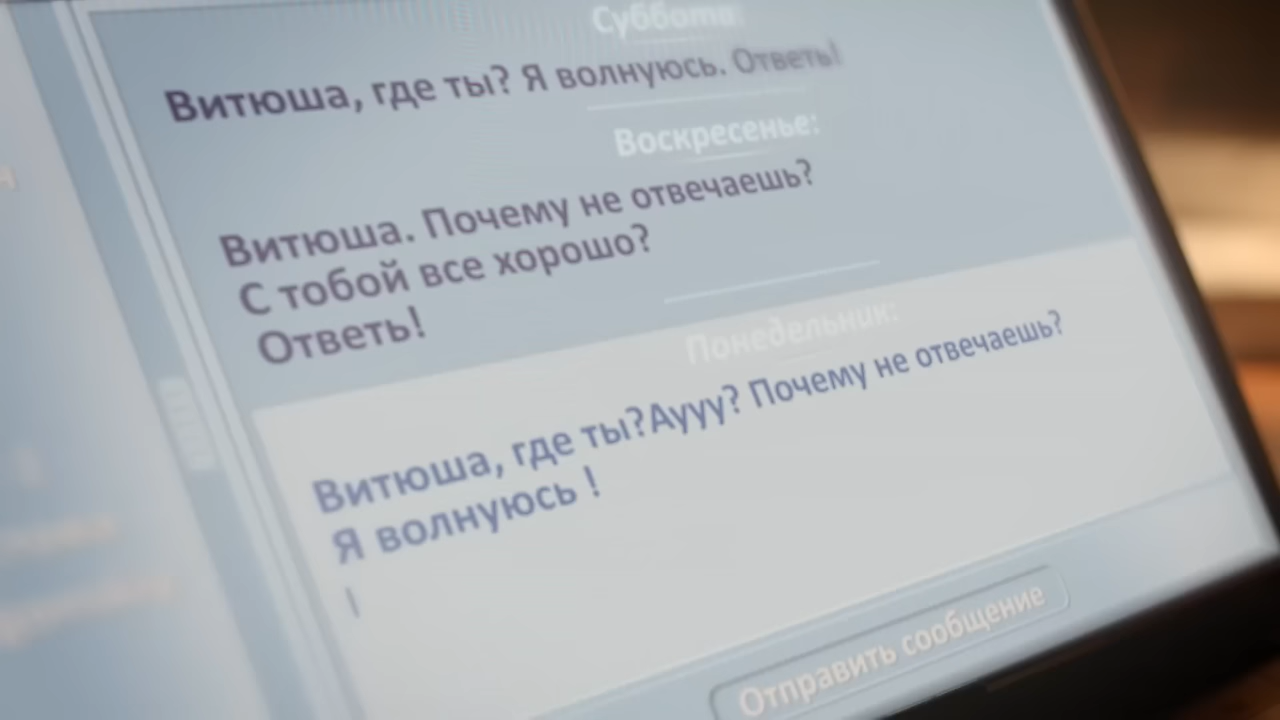 Суббота:
Витюша, где ты? Я волнуюсь. Ответь!
Воскресенье:
Витюша. Почему не отвечаешь?
С тобой все хорошо?
Ответь!
Понедельник:
Витюша, где ты?Аууу? Почему не отвечаешь?
Я волнуюсь !
Отправить сообщение